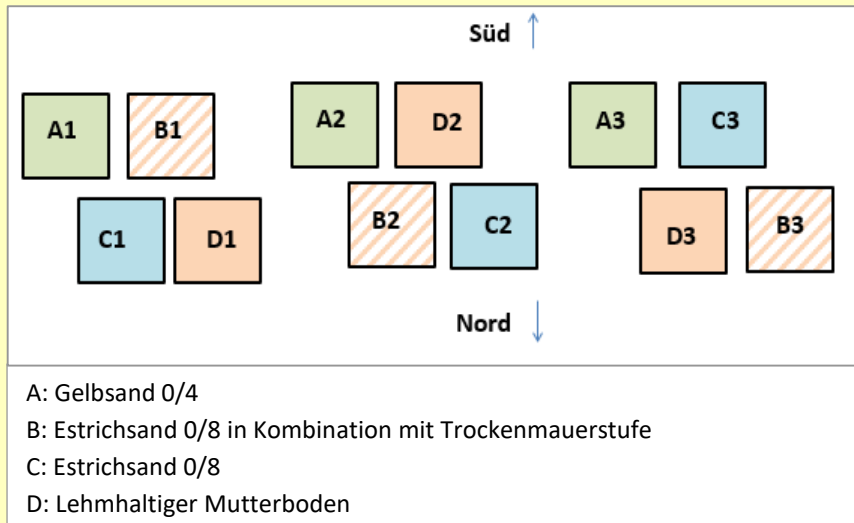 Süd
A1 B1 A2 D2 A3 C3
C1 D1 B2 C2 D3 B3
Nord
A: Gelbsand 0/4
B: Estrichsand 0/8 in Kombination mit Trockenmauerstufe
C: Estrichsand 0/8
D: Lehmhaltiger Mutterboden